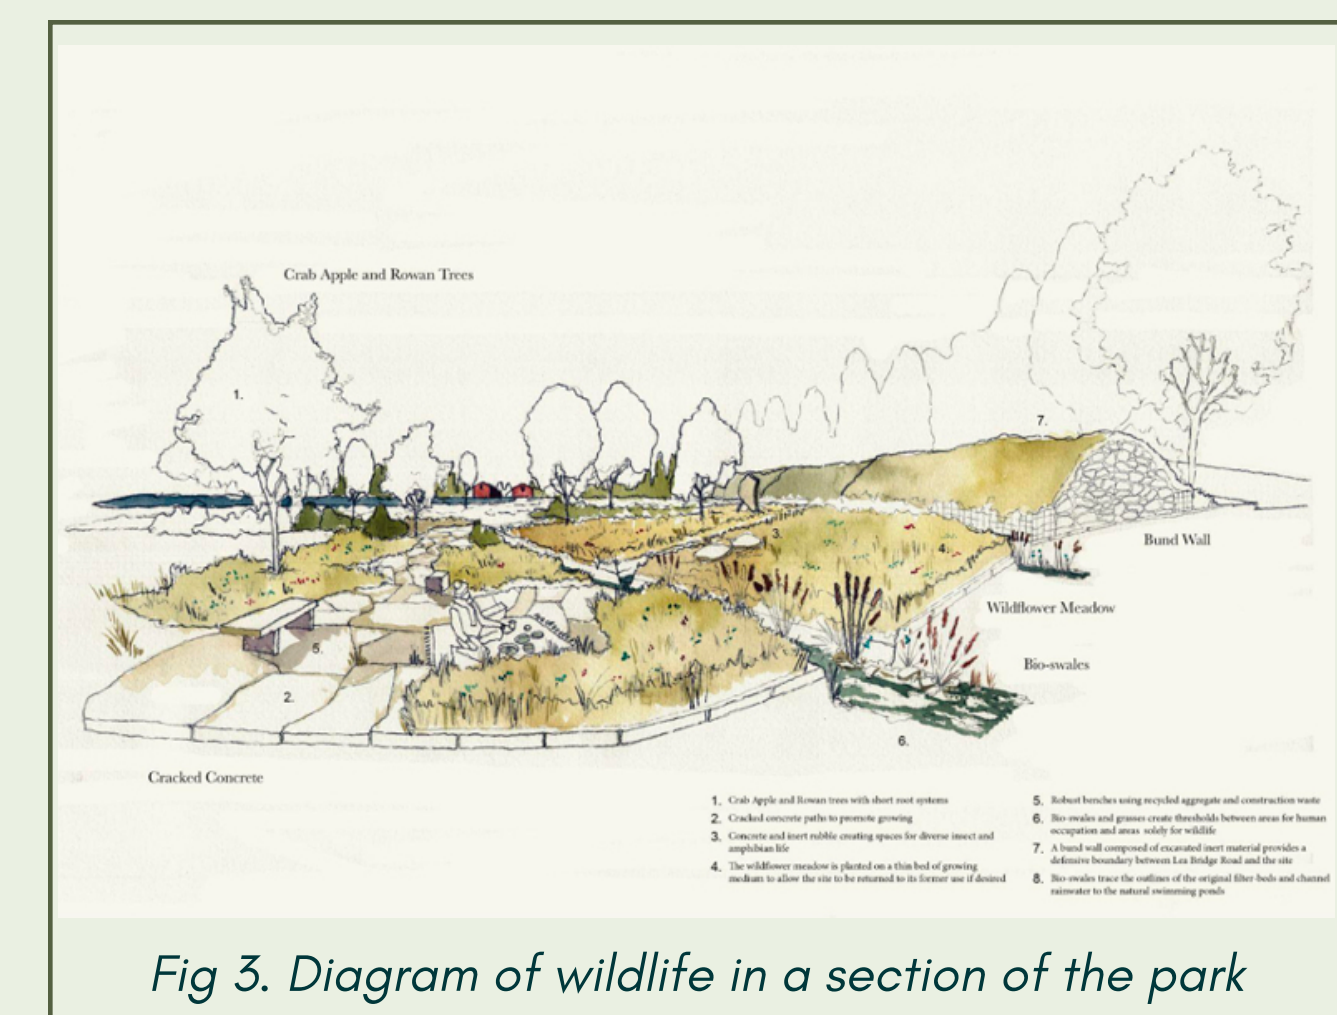 Crab Apple and Rowan Trees
1.
7.
3.
4.
Bund Wall
Wildflower Meadow
5.
Bio-swales
2.
6.
Cracked Concrete
1. Crab Apple and Rowan trees with short root systems
2. Cracked concrete paths to promote growing
3. Concrete and inert rubble creating spaces for diverse insect and
amphibian life
4. The wildflower meadow is planted on a thin bed of growing
medium to allow the site to be returned to its former use if desired
5. Robust benches using recycled aggregate and construction waste
6. Bio-swales and grasses create thresholds between areas for human
occupation and areas solely for wildlife
7. A bund wall composed of excavated inert material provides a
defensive boundary between Lea Bridge Road and the site
8. Bio-swales trace the outlines of the original filter-beds and channel
rainwater to the natural swimming ponds
Fig 3. Diagram of wildlife in a section of the park